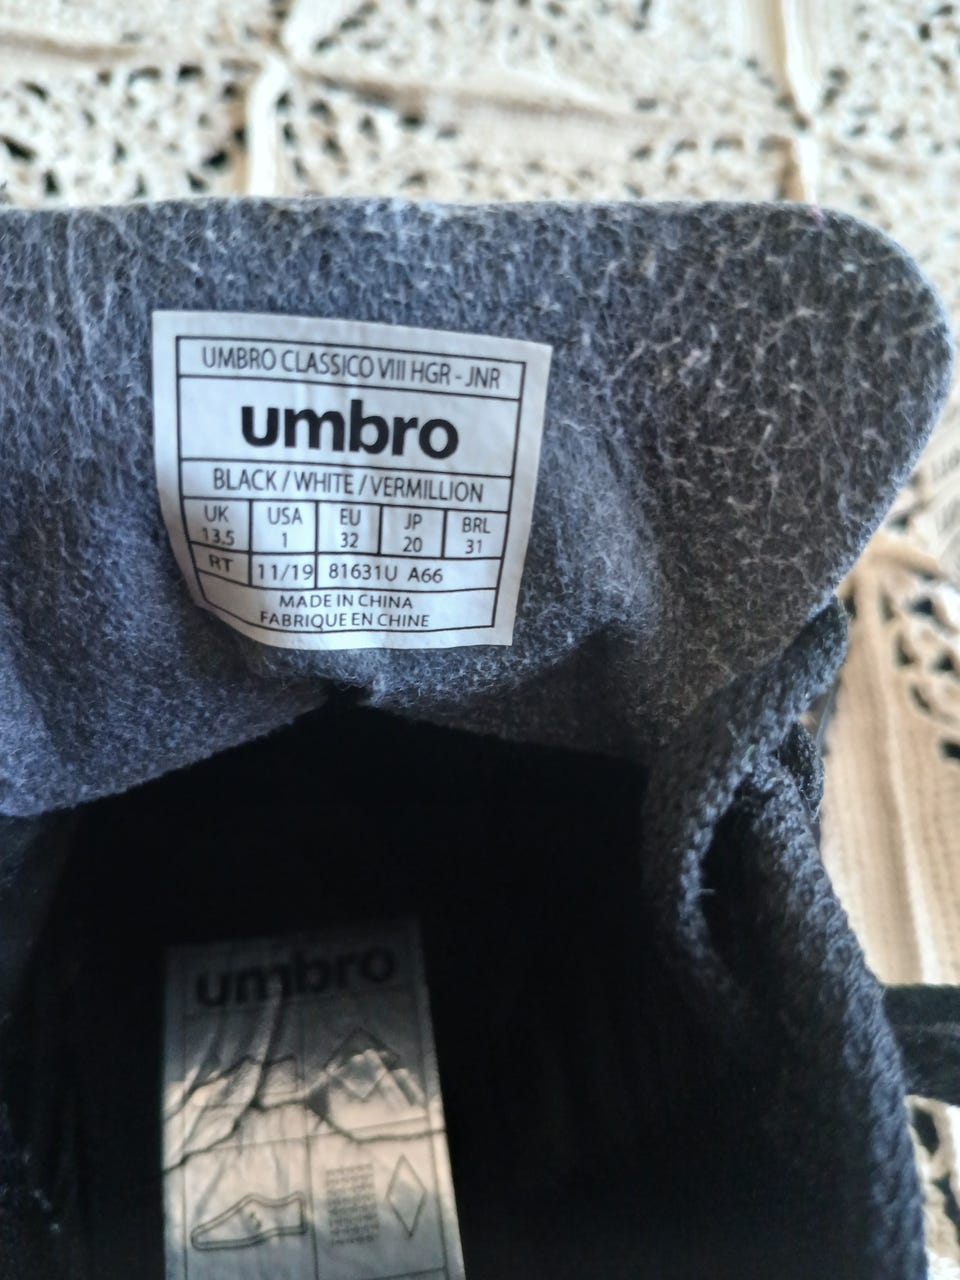 UMBRO CLASSICO VIII HGR - JNR
umbro
BLACK / WHITE / VERMILLION
UK USA EU JP BRL
13.5 1 32 20 31
RT 11/19 81631U A66
MADE IN CHINA
FABRIQUE EN CHINE
umbro